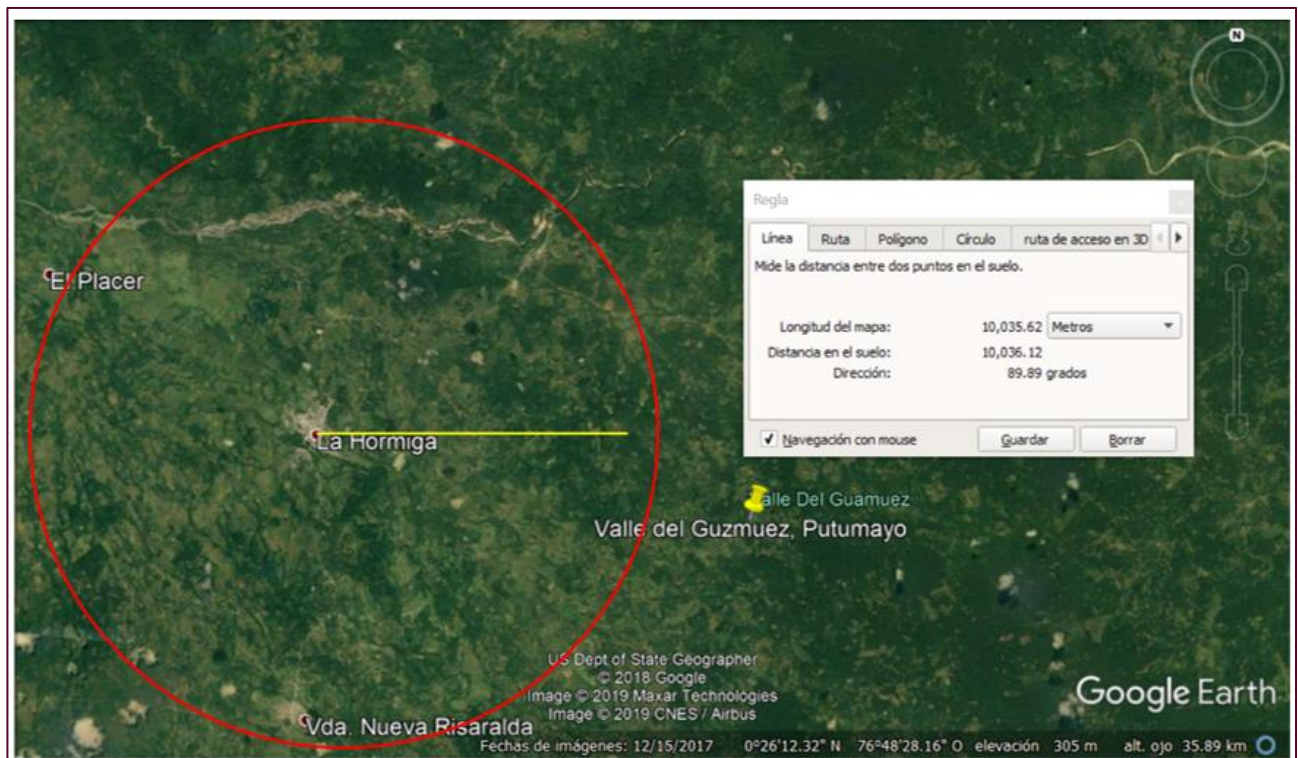 N
Regla
Línea Ruta Polígono Círculo ruta de acceso en 3D
Mide la distancia entre dos puntos en el suelo.
Longitud del mapa: 10,035.62 Metros
Distancia en el suelo: 10,036.12
Dirección: 89.89 grados
Navegación con mouse Guardar Borrar
El Placer
La Hormiga
alle Del Guamuez
Valle del Guzmuez, Putumayo
US Dept of State Geographer
© 2018 Google
Image © 2019 Maxar Technologies
Image © 2019 CNES / Airbus
Google Earth
Vda. Nueva Risaralda
Fechas de imágenes: 12/15/2017 0°26'12.32" N 76°48'28.16" O elevación 305 m alt. ojo 35.89 km